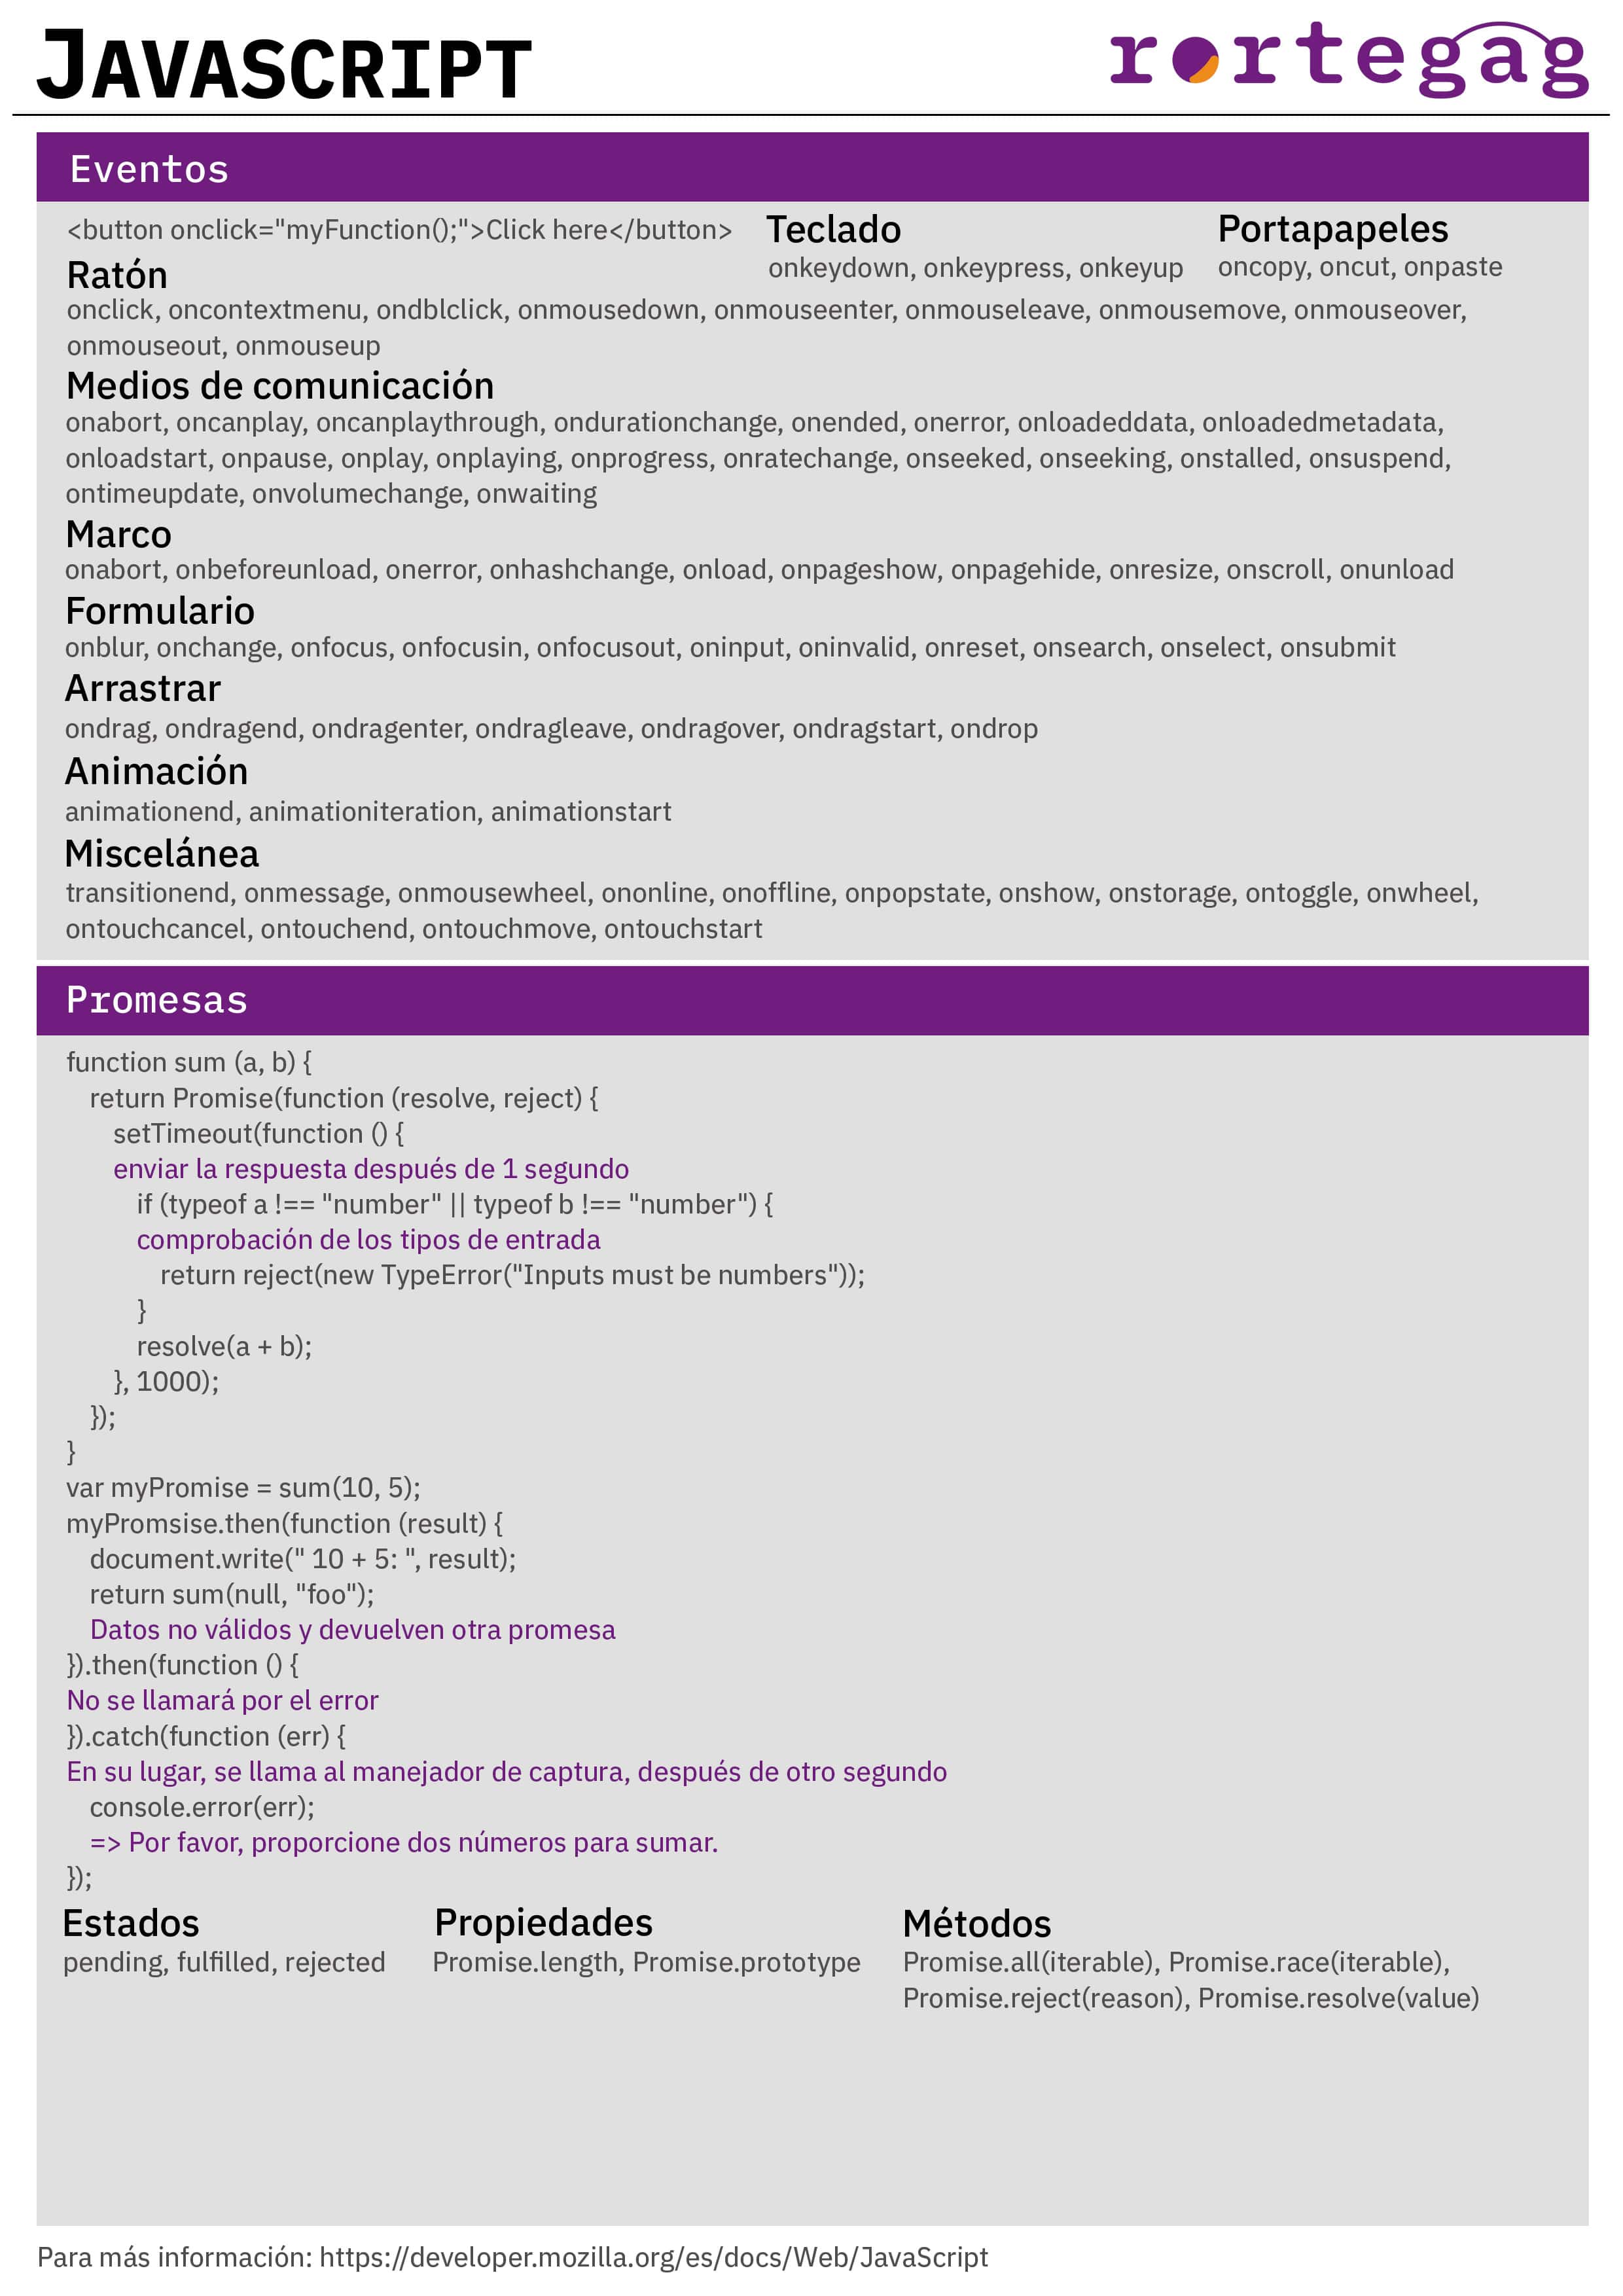 JAVASCRIPT
rortegag
Eventos
<button onclick="myFunction();">Click here</button>
Teclado
onkeydown, onkeypress, onkeyup
Portapapeles
oncopy, oncut, onpaste
Ratón
onclick, oncontextmenu, ondblclick, onmousedown, onmouseenter, onmouseleave, onmousemove, onmouseover,
onmouseout, onmouseup
Medios de comunicación
onabort, oncanplay, oncanplaythrough, ondurationchange, onended, onerror, onloadeddata, onloadedmetadata,
onloadstart, onpause, onplay, onplaying, onprogress, onratechange, onseeked, onseeking, onstalled, onsuspend,
ontimeupdate, onvolumechange, onwaiting
Marco
onabort, onbeforeunload, onerror, onhashchange, onload, onpageshow, onpagehide, onresize, onscroll, onunload
Formulario
onblur, onchange, onfocus, onfocusin, onfocusout, oninput, oninvalid, onreset, onsearch, onselect, onsubmit
Arrastrar
ondrag, ondragend, ondragenter, ondragleave, ondragover, ondragstart, ondrop
Animación
animationend, animationiteration, animationstart
Miscelánea
transitionend, onmessage, onmousewheel, ononline, onoffline, onpopstate, onshow, onstorage, ontoggle, onwheel,
ontouchcancel, ontouchend, ontouchmove, ontouchstart
Promesas
function sum (a, b) {
return Promise(function (resolve, reject) {
setTimeout(function () {
enviar la respuesta después de 1 segundo
if (typeof a !== "number" || typeof b !== "number") {
comprobación de los tipos de entrada
return reject(new TypeError("Inputs must be numbers"));
}
resolve(a + b);
}, 1000);
});
}
var myPromise = sum(10, 5);
myPromsise.then(function (result) {
document.write(" 10 + 5: ", result);
return sum(null, "foo");
Datos no válidos y devuelven otra promesa
}).then(function () {
No se llamará por el error
}).catch(function (err) {
En su lugar, se llama al manejador de captura, después de otro segundo
console.error(err);
=> Por favor, proporcione dos números para sumar.
});
Estados
pending, fulfilled, rejected
Propiedades
Promise.length, Promise.prototype
Métodos
Promise.all(iterable), Promise.race(iterable),
Promise.reject(reason), Promise.resolve(value)
Para más información: https://developer.mozilla.org/es/docs/Web/JavaScript